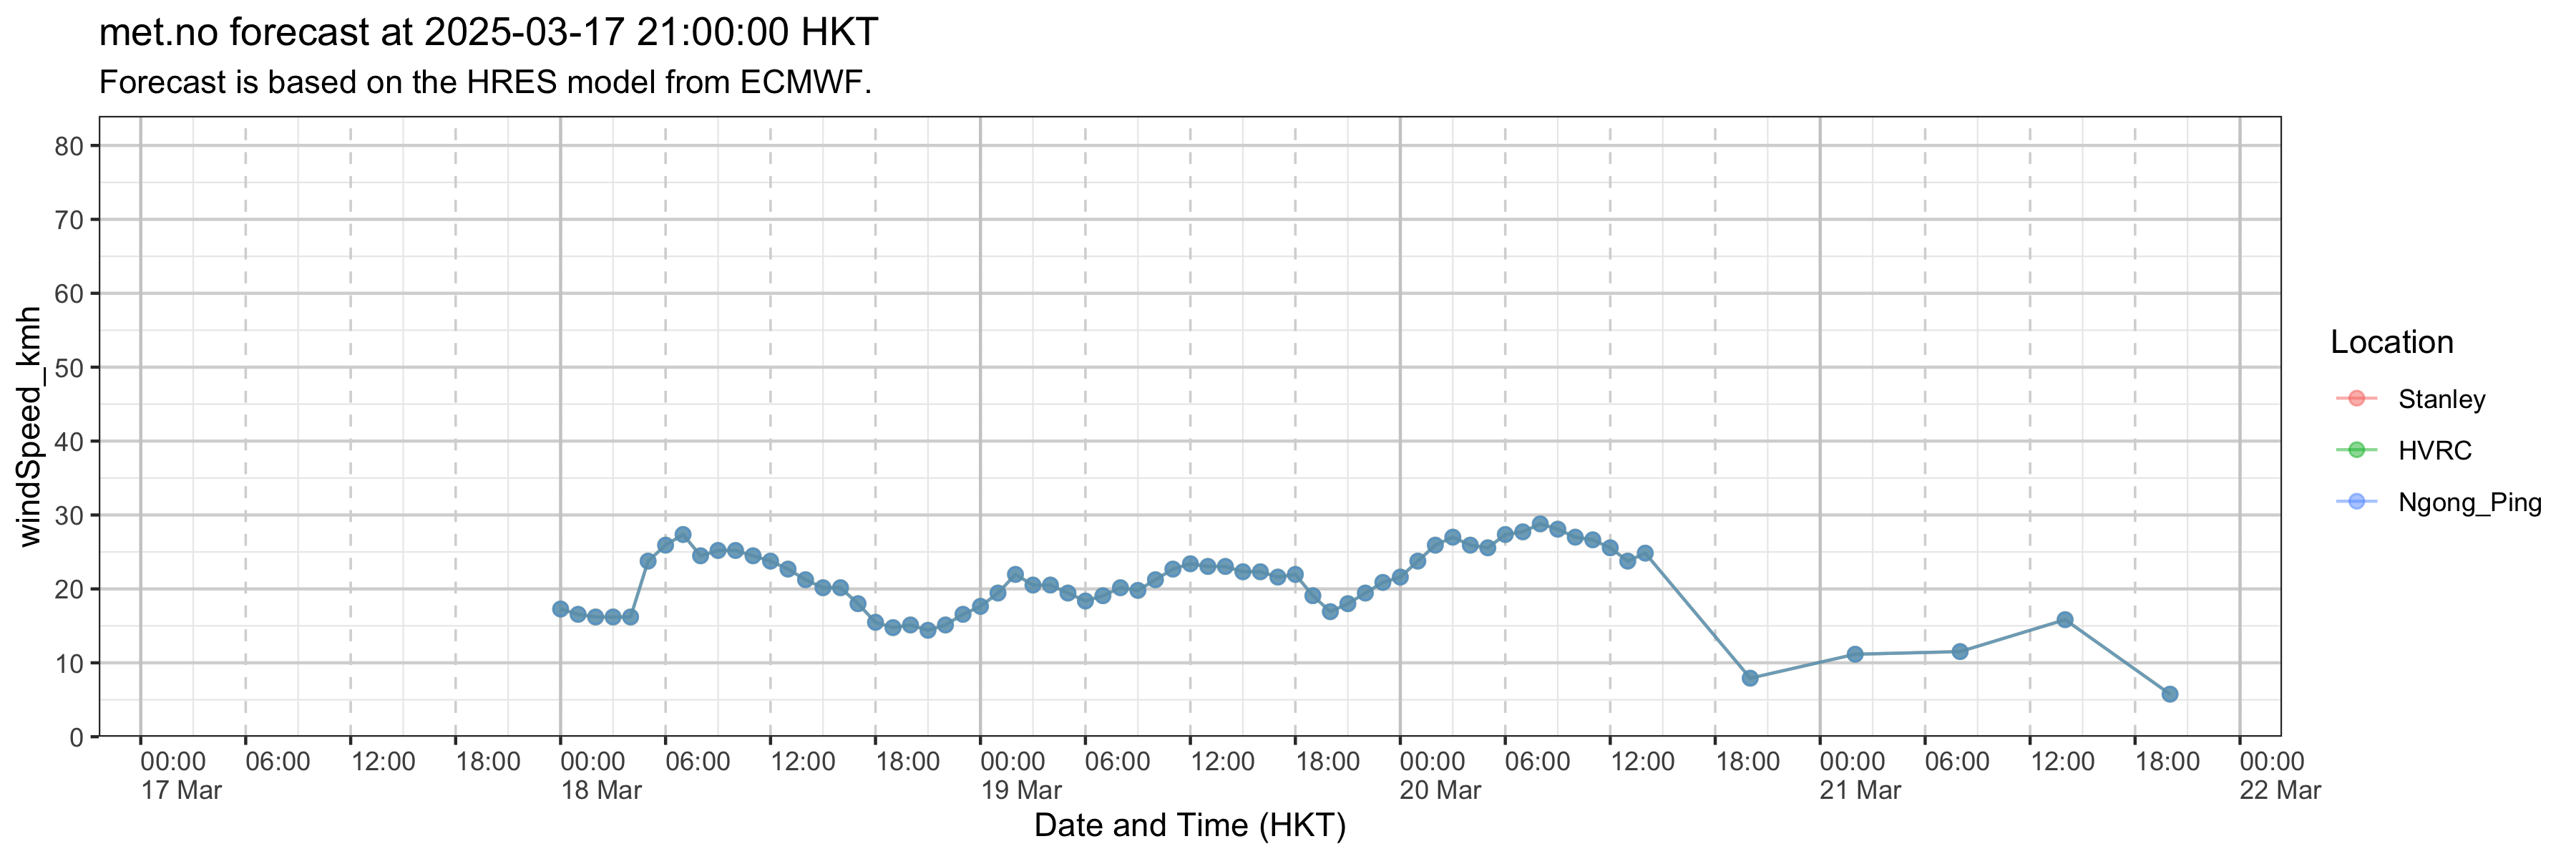 met.no forecast at 2025-03-17 21:00:00 HKT
Forecast is based on the HRES model from ECMWF.
windSpeed_kmh
80
70
60
50
40
30
20
10
0
00:00 06:00 12:00 18:00 00:00 06:00 12:00 18:00 00:00 06:00 12:00 18:00 00:00 06:00 12:00 18:00 00:00 06:00 12:00 18:00 00:00
17 Mar 18 Mar 19 Mar 20 Mar 21 Mar 22 Mar
Date and Time (HKT)
Location
Stanley
HVRC
Ngong_Ping